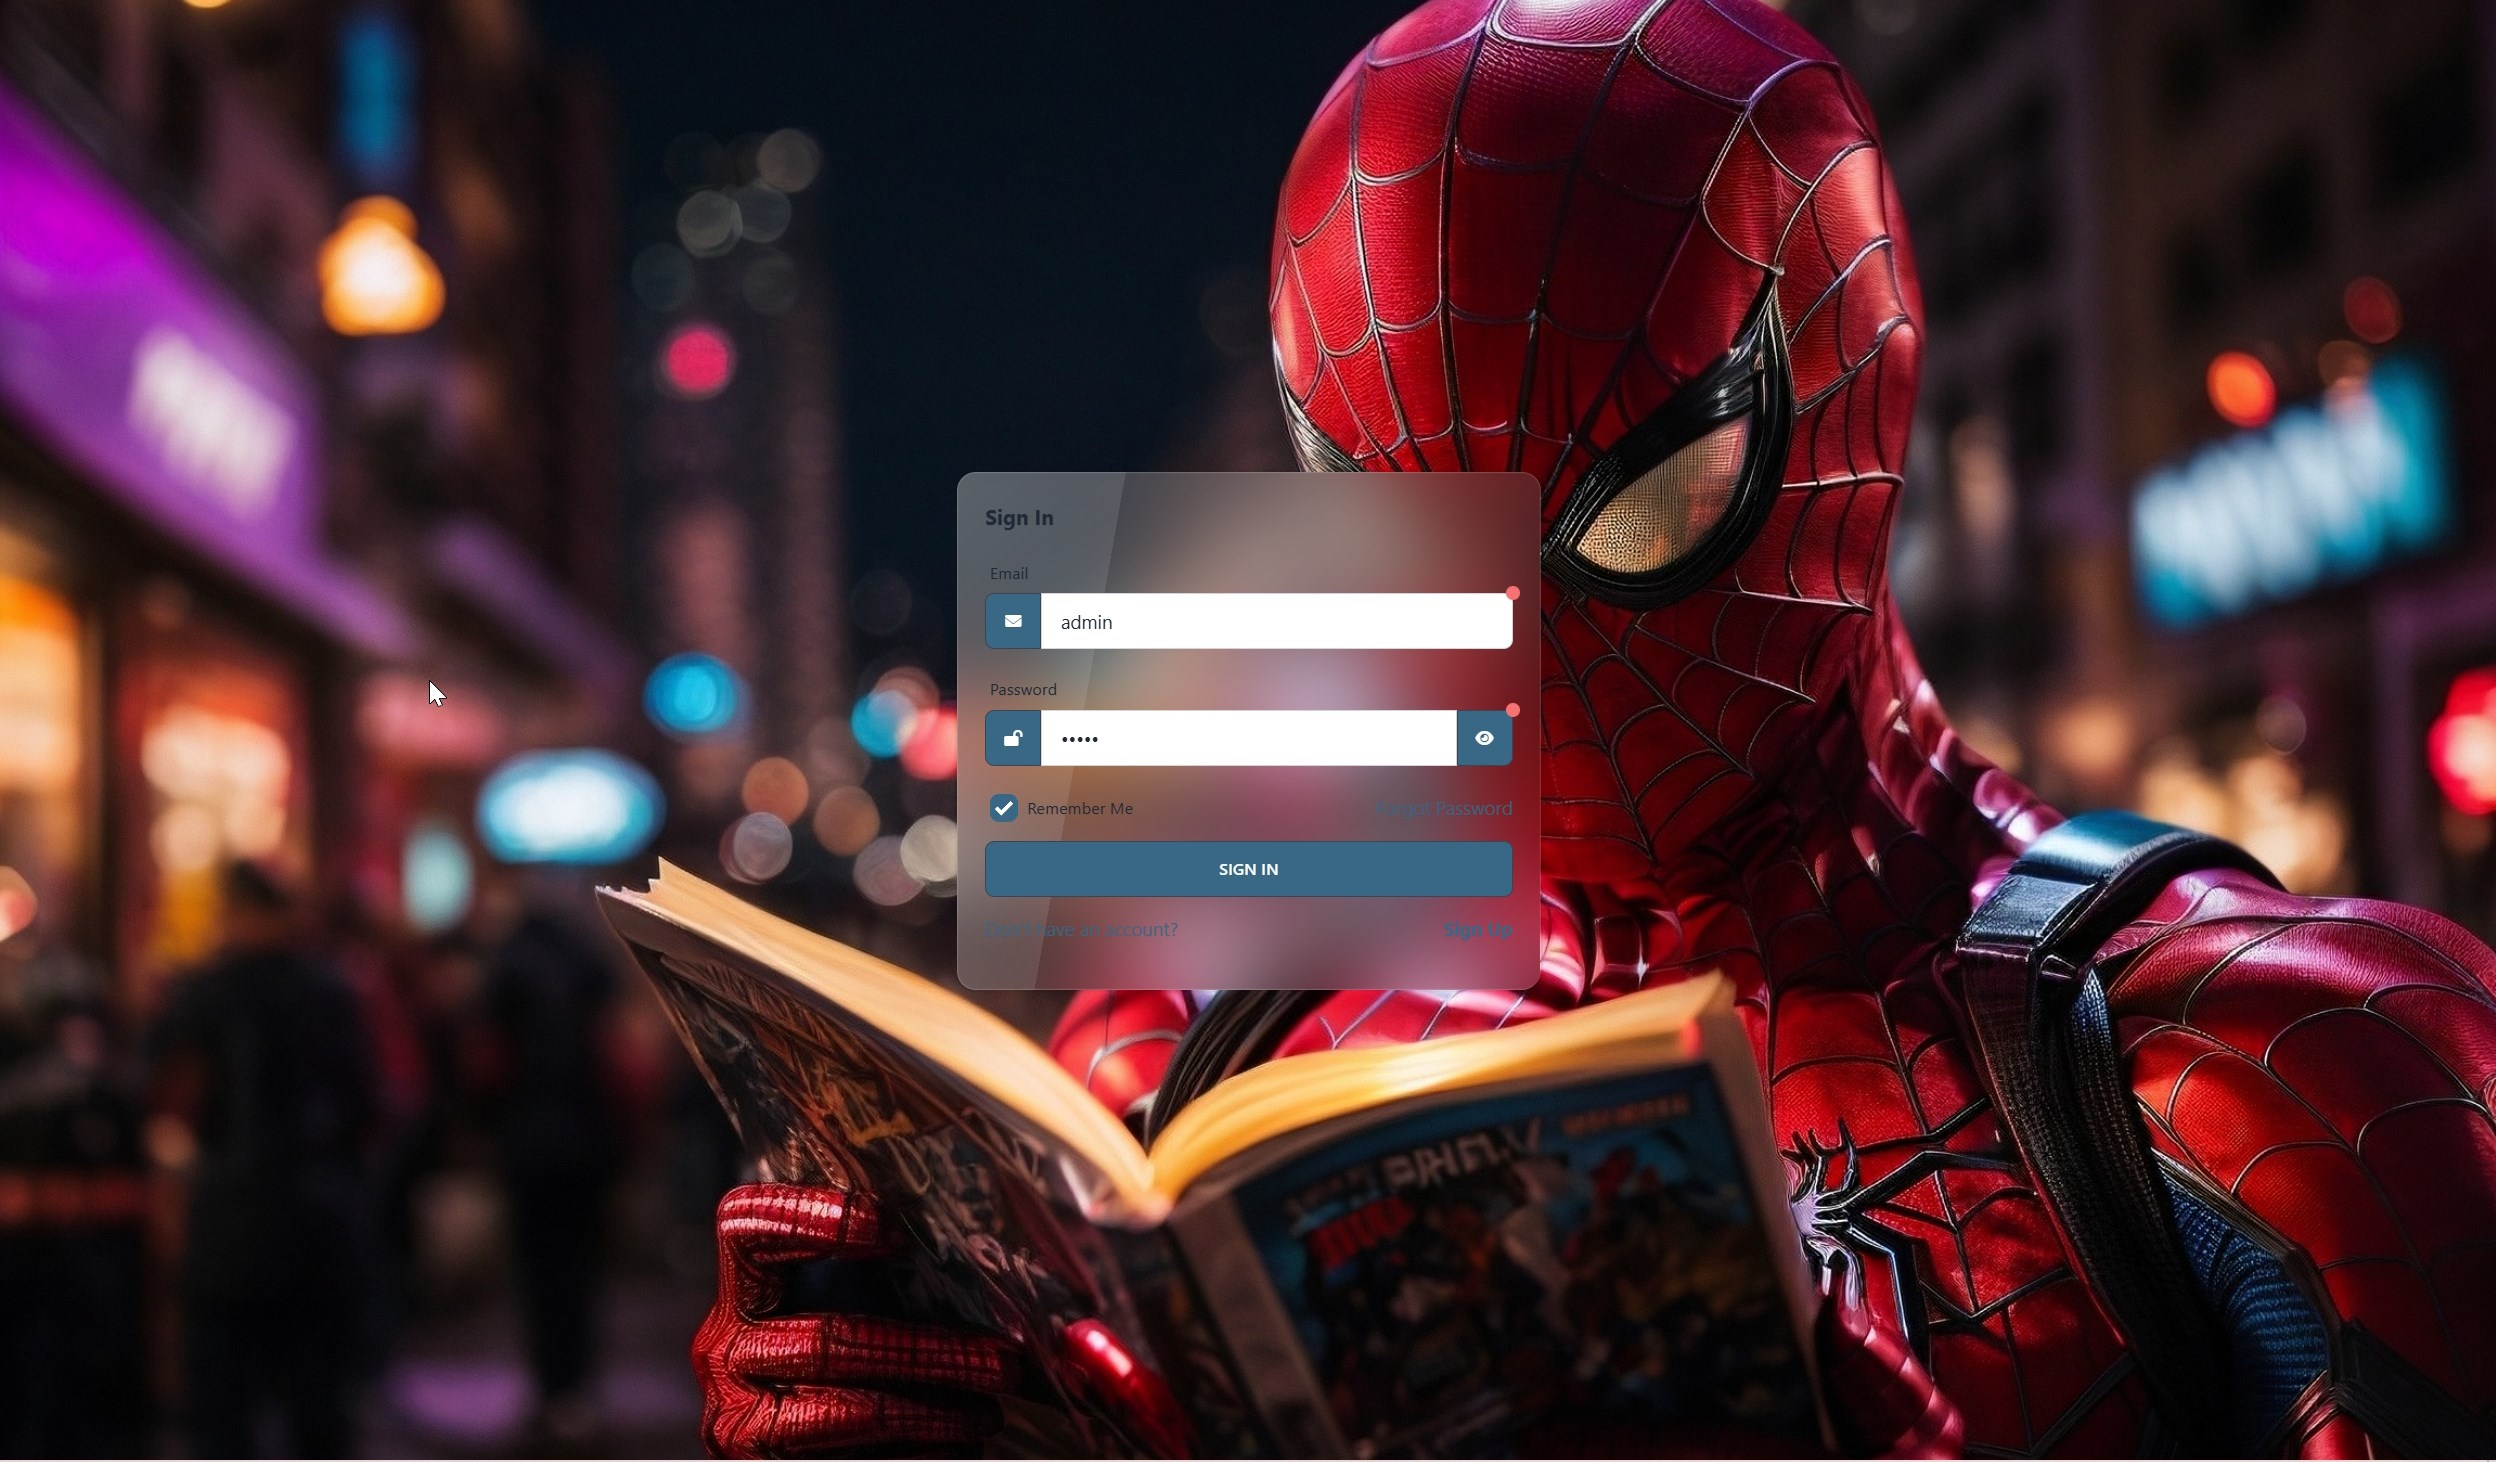 Sign In
Email
admin
Password
•••••
Remember Me
Forgot Password
SIGN IN
Don't have an account?
Sign Up